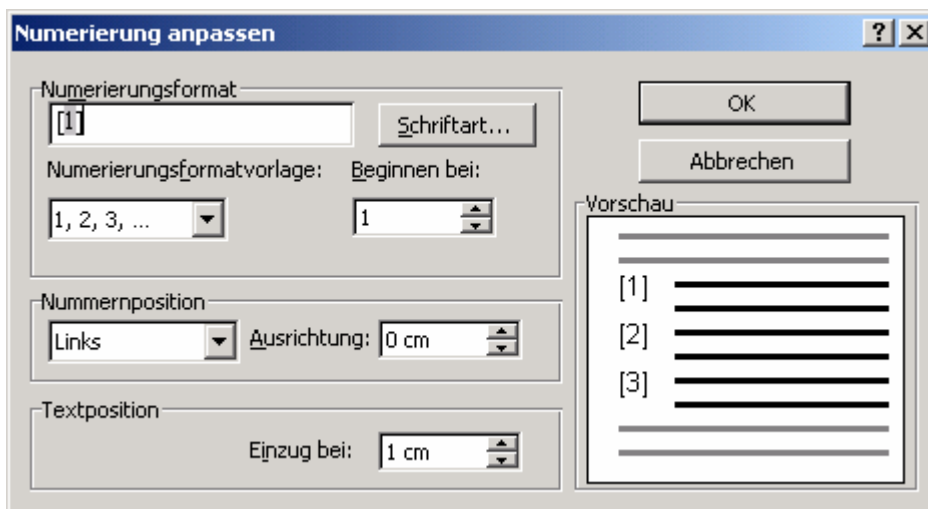 Numerierung anpassen
Numerierungsformat
[1]
Schriftart...
Numerierungsformatvorlage:
Beginnen bei:
1, 2, 3, ...
1
Nummernposition
Links
Ausrichtung:
0 cm
Textposition
Einzug bei:
1 cm
OK
Abbrechen
Vorschau
[1]
[2]
[3]